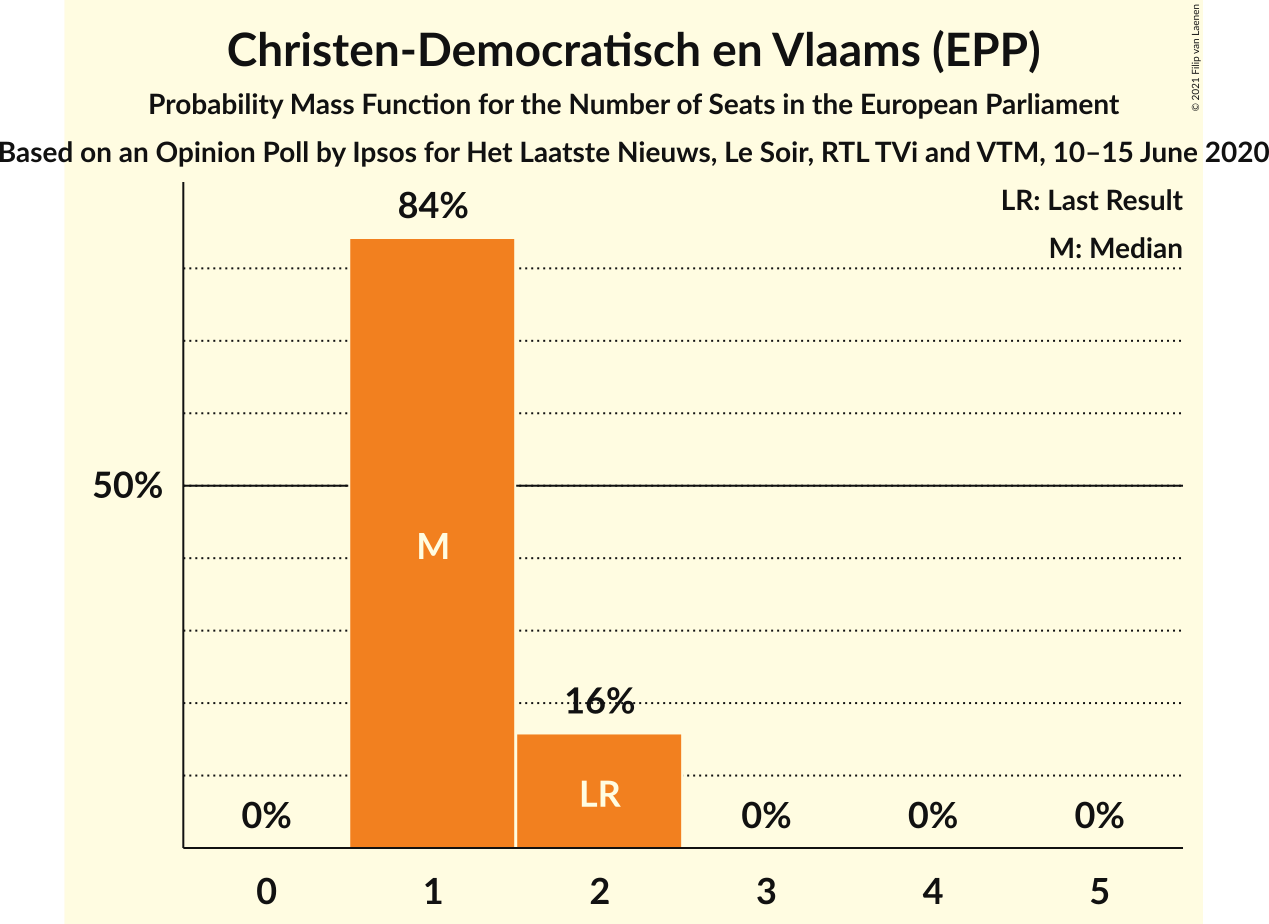 Christen-Democratisch en Vlaams (EPP)
Probability Mass Function for the Number of Seats in the European Parliament
Based on an Opinion Poll by Ipsos for Het Laatste Nieuws, Le Soir, RTL TVi and VTM, 10–15 June 2020
© 2021 Filip van Laenen
LR: Last Result
M: Median
84%
50%
M
16%
LR
0%
0%
0%
0%
0 1 2 3 4 5